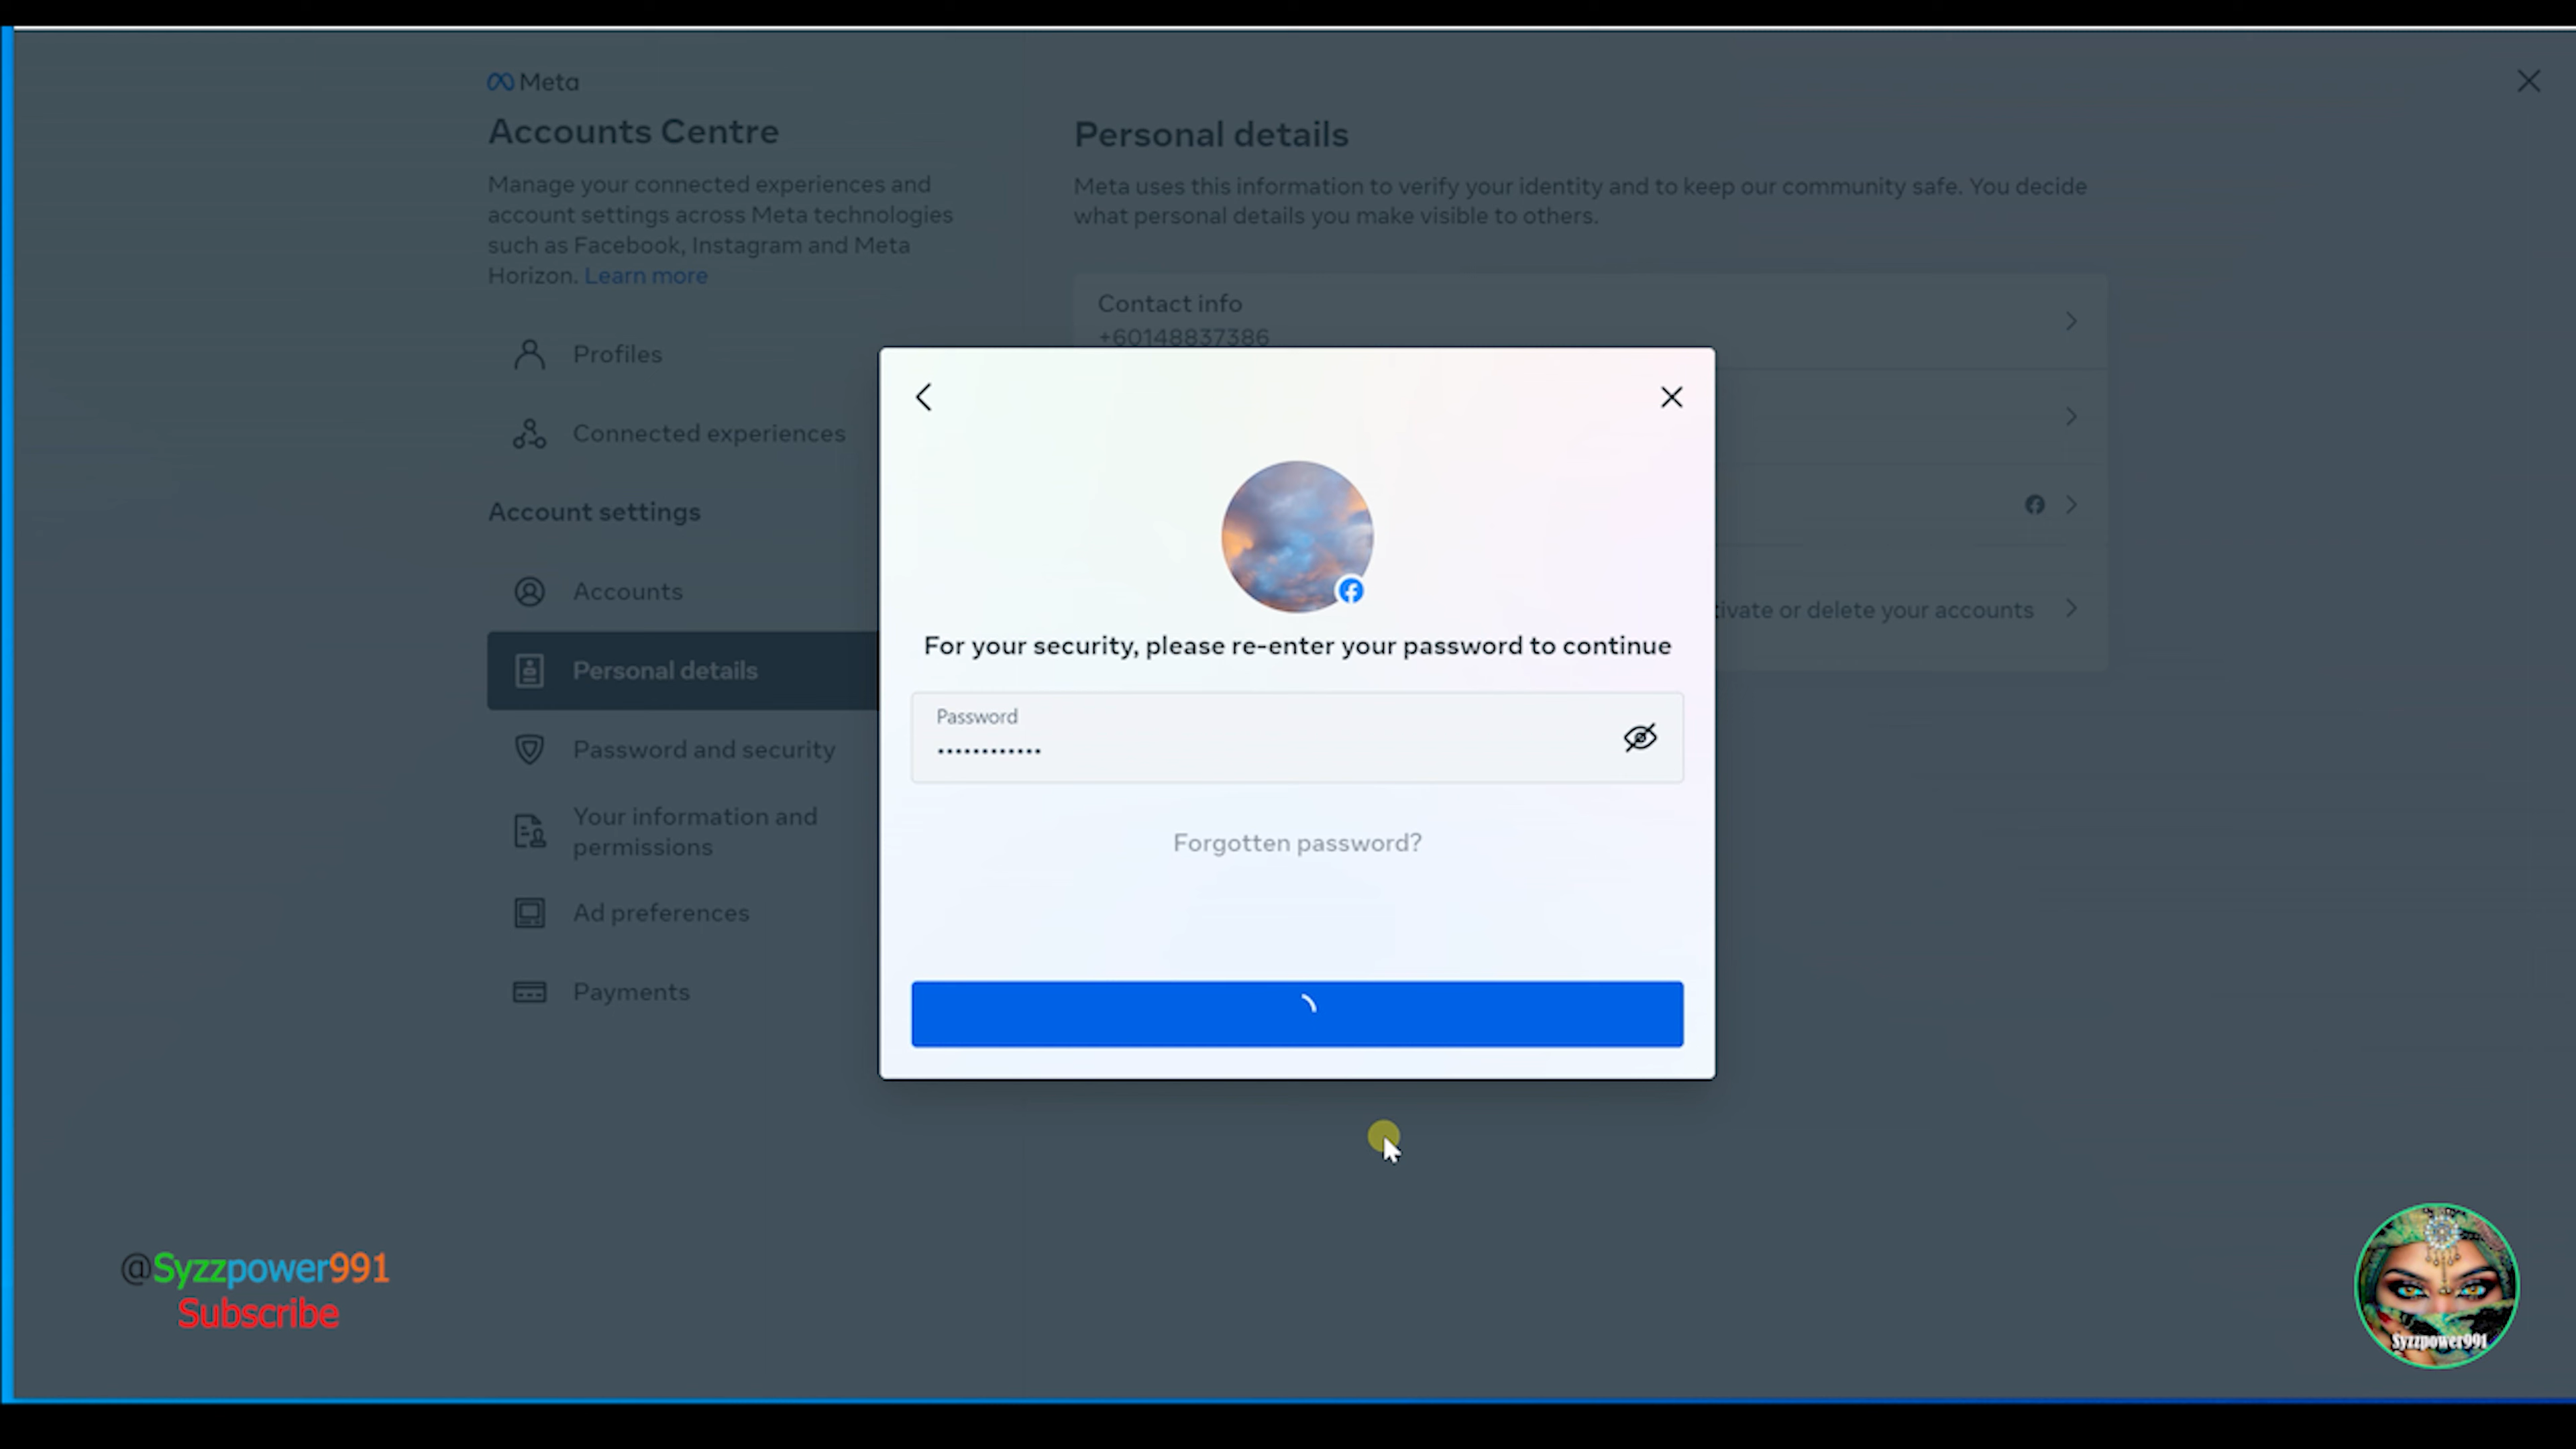 Meta
Accounts Centre
Manage your connected experiences and
account settings across Meta technologies
such as Facebook, Instagram and Meta
Horizon. Learn more
Profiles
Connected experiences
Account settings
Accounts
Personal details
Password and security
Your information and
permissions
Ad preferences
Payments
Personal details
Meta uses this information to verify your identity and to keep our community safe. You decide
what personal details you make visible to others.
Contact info
+60148837386
tivate or delete your accounts
For your security, please re-enter your password to continue
Password
••••••••••••
Forgotten password?
@Syzzpower991
Subscribe
Syzzpower991